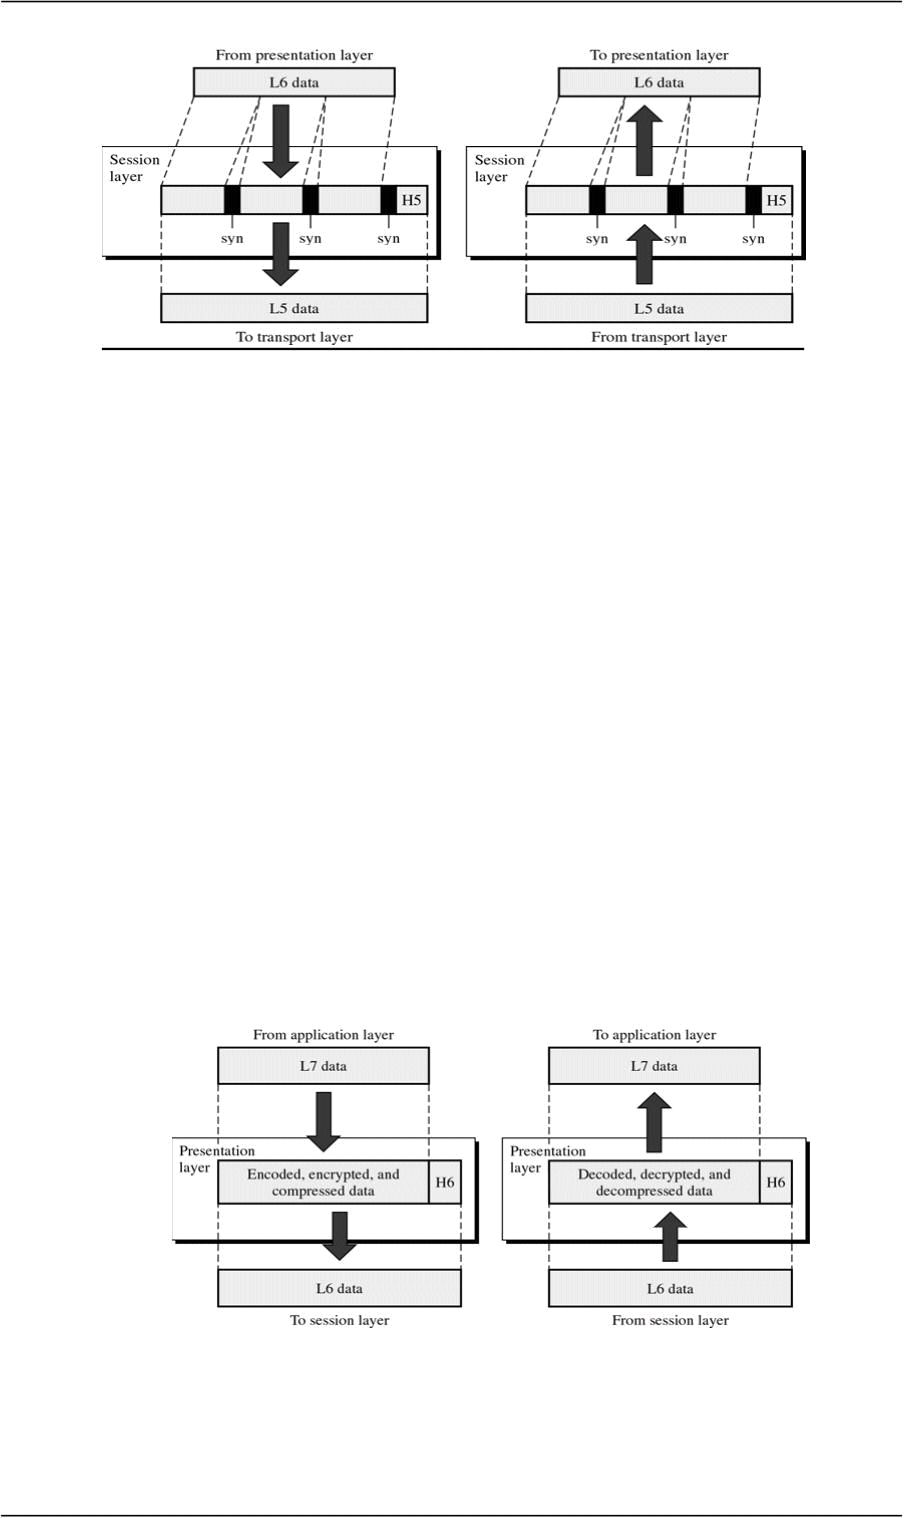 From presentation layer
L6 data
Session
layer
H5
syn syn syn
L5 data
To transport layer
To presentation layer
L6 data
Session
layer
H5
syn syn syn
L5 data
From transport layer
From application layer
L7 data
Presentation
layer
Encoded, encrypted, and
compressed data
H6
L6 data
To session layer
To application layer
L7 data
Presentation
layer
Decoded, decrypted, and
decompressed data
H6
L6 data
From session layer